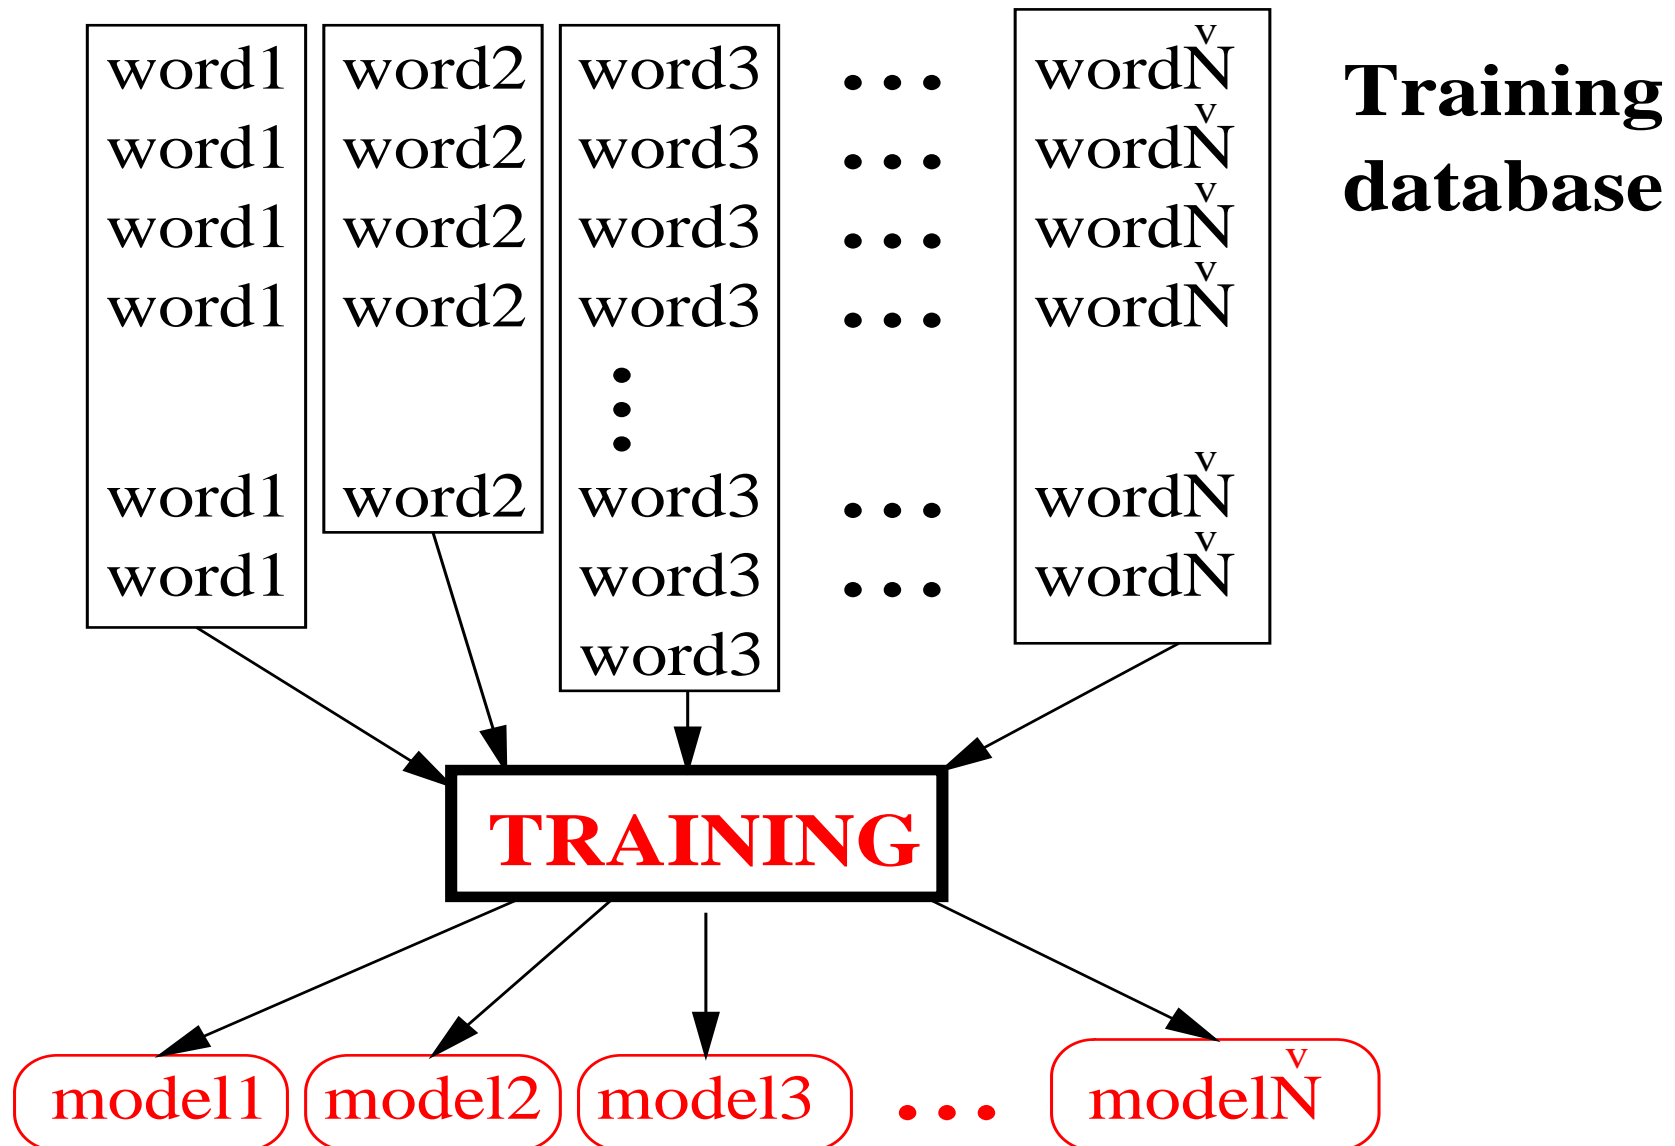 word1 word2 word3 ... wordŇ
word1 word2 word3 ... wordŇ
word1 word2 word3 ... wordŇ
word1 word2 word3 ... wordŇ
word1 word2 word3 ... wordŇ
word1 word3 ... wordŇ
word3
Training
database
TRAINING
model1 model2 model3 ... modelŇ